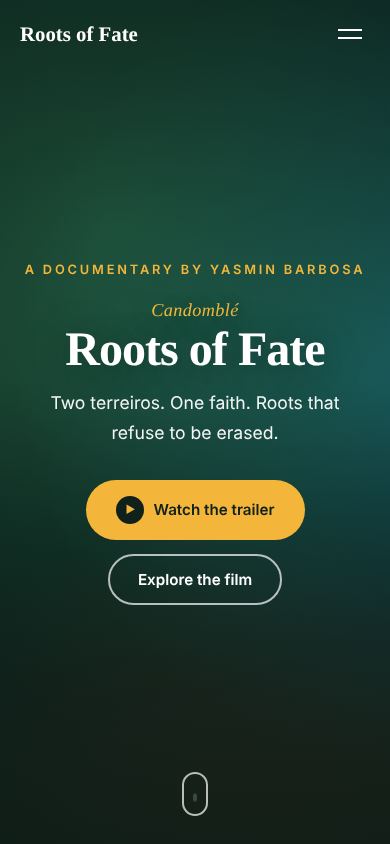 Roots of Fate
A DOCUMENTARY BY YASMIN BARBOSA
Candomblé
Roots of Fate
Two terreiros. One faith. Roots that
refuse to be erased.
Watch the trailer
Explore the film